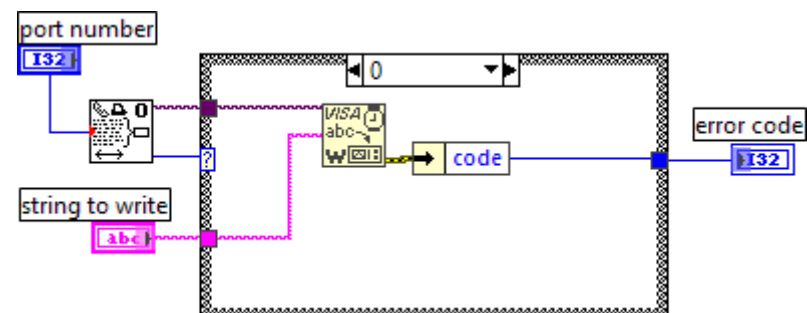 port number
I32
0
0
?
VISA
abc
W
code
error code
I32
string to write
abc